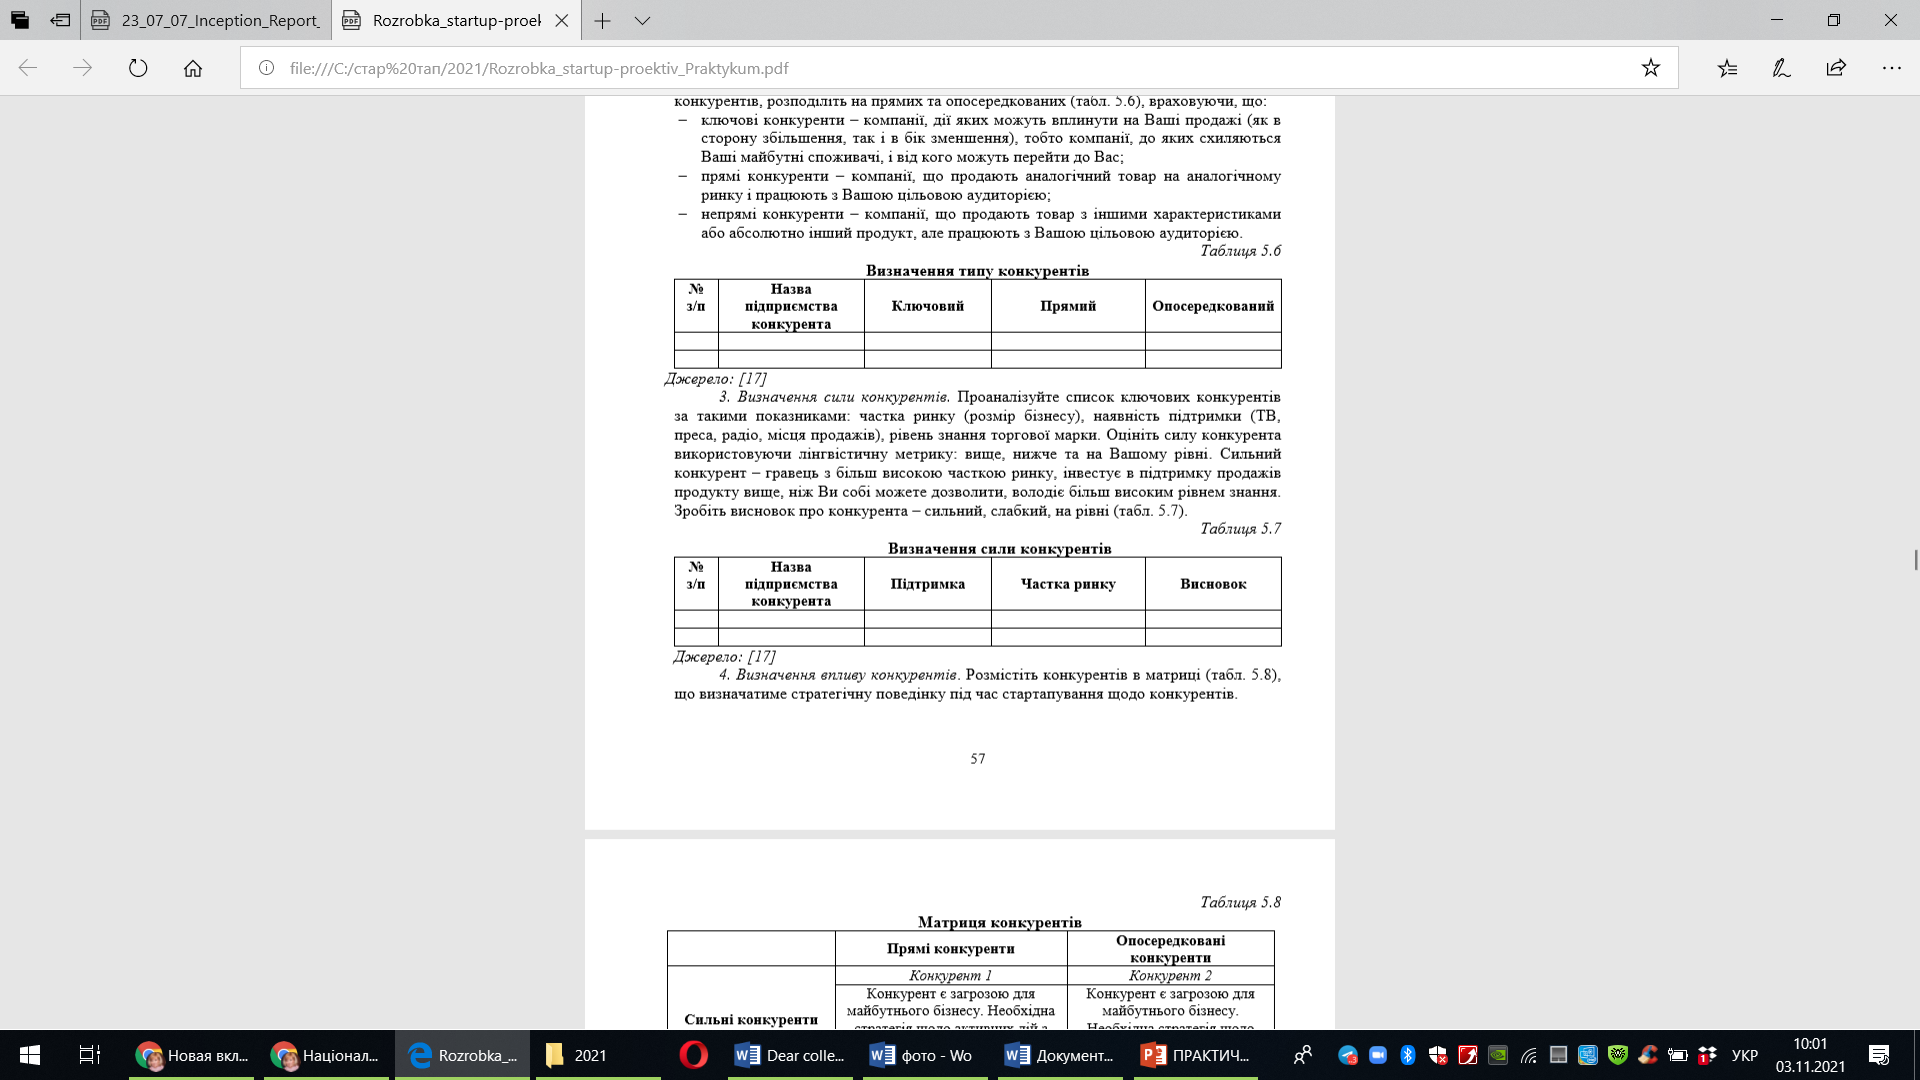 23_07_07_Inception_Report_
Rozrobka_startup-proek
file:///C:/стар%20тап/2021/Rozrobka_startup-proektiv_Praktykum.pdf
конкурентів, розподіліть на прямих та опосередкованих (табл. 5.6), враховуючи, що:
– ключові конкуренти – компанії, дії яких можуть вплинути на Ваші продажі (як в
сторону збільшення, так і в бік зменшення), тобто компанії, до яких схиляються
Ваші майбутні споживачі, і від кого можуть перейти до Вас;
– прямі конкуренти – компанії, що продають аналогічний товар на аналогічному
ринку і працюють з Вашою цільовою аудиторією;
– непрямі конкуренти – компанії, що продають товар з іншими характеристиками
або абсолютно інший продукт, але працюють з Вашою цільовою аудиторією.
Таблиця 5.6
Визначення типу конкурентів
№ з/п
Назва підприємства конкурента
Ключовий
Прямий
Опосередкований
Джерело: [17]
3. Визначення сили конкурентів. Проаналізуйте список ключових конкурентів
за такими показниками: частка ринку (розмір бізнесу), наявність підтримки (ТВ,
преса, радіо, місця продажів), рівень знання торгової марки. Оцініть силу конкурента
використовуючи лінгвістичну метрику: вище, нижче та на Вашому рівні. Сильний
конкурент – гравець з більш високою часткою ринку, інвестує в підтримку продажів
продукту вище, ніж Ви собі можете дозволити, володіє більш високим рівнем знання.
Зробіть висновок про конкурента – сильний, слабкий, на рівні (табл. 5.7).
Таблиця 5.7
Визначення сили конкурентів
№ з/п
Назва підприємства конкурента
Підтримка
Частка ринку
Висновок
Джерело: [17]
4. Визначення впливу конкурентів. Розмістіть конкурентів в матриці (табл. 5.8),
що визначатиме стратегічну поведінку під час стартапування щодо конкурентів.
57
Таблиця 5.8
Матриця конкурентів
Прямі конкуренти
Опосередковані конкуренти
Сильні конкуренти
Конкурент 1
Конкурент 2
Конкурент є загрозою для
майбутнього бізнесу. Необхідна
стратегія щодо активних дій з
Конкурент є загрозою для
майбутнього бізнесу.
Необхідна стратегія щодо
Новая вкл...
Націонал...
Rozrobka_...
2021
Dear colle...
фото - Wo
Документ...
ПРАКТИЧ...
УКР
10:01
03.11.2021